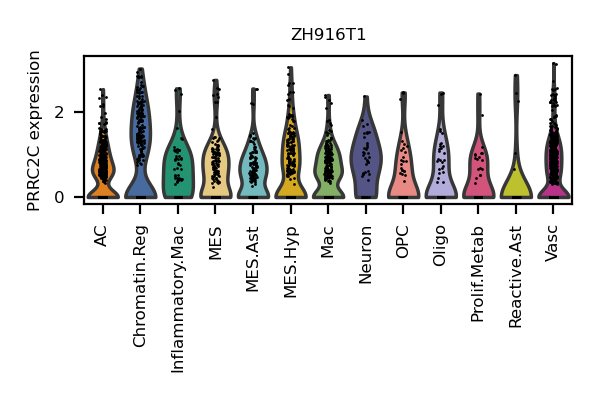 ZH916T1
PRRC2C expression
2
0
AC
Chromatin.Reg
Inflammatory.Mac
MES
MES.Ast
MES.Hyp
Mac
Neuron
OPC
Oligo
Prolif.Metab
Reactive.Ast
Vasc